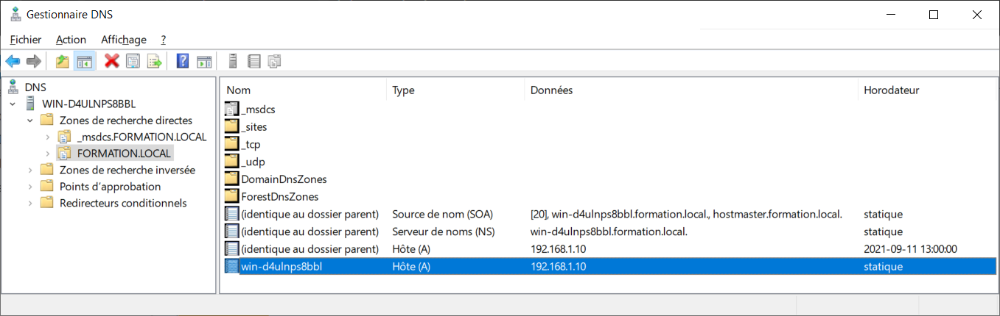 Gestionnaire DNS
Fichier Action Affichage ?
DNS
WIN-D4ULNPS8BBL
Zones de recherche directes
_msdcs.FORMATION.LOCAL
FORMATION.LOCAL
Zones de recherche inversée
Points d'approbation
Redirecteurs conditionnels
Nom Type Données Horodateur
_msdcs
_sites
_tcp
_udp
DomainDnsZones
ForestDnsZones
(identique au dossier parent) Source de nom (SOA) [20], win-d4ulnps8bbl.formation.local., hostmaster.formation.local. statique
(identique au dossier parent) Serveur de noms (NS) win-d4ulnps8bbl.formation.local. statique
(identique au dossier parent) Hôte (A) 192.168.1.10 2021-09-11 13:00:00
win-d4ulnps8bbl Hôte (A) 192.168.1.10 statique